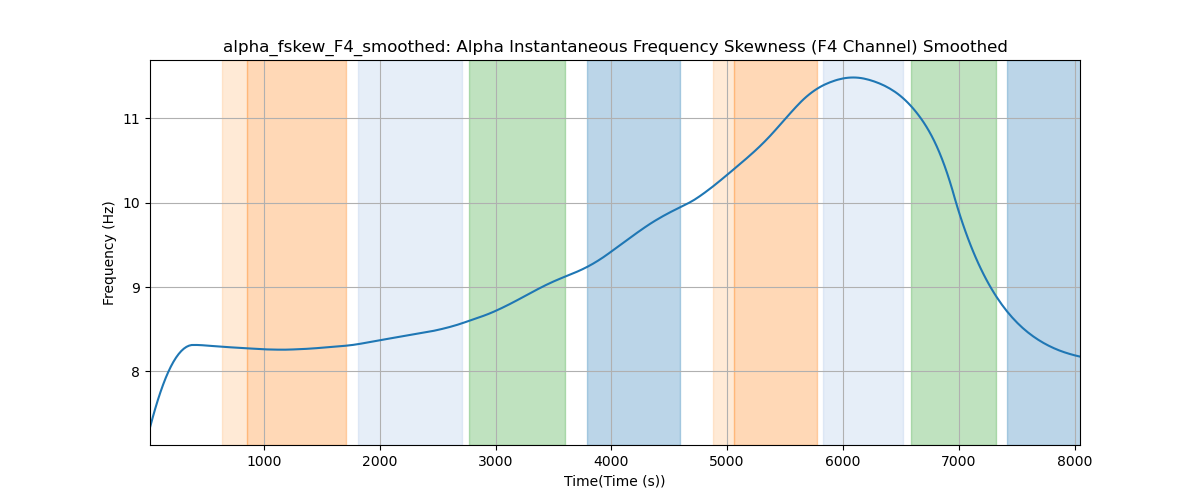 alpha_fskew_F4_smoothed: Alpha Instantaneous Frequency Skewness (F4 Channel) Smoothed
Frequency (Hz)
11
10
9
8
1000 2000 3000 4000 5000 6000 7000 8000
Time(Time (s))